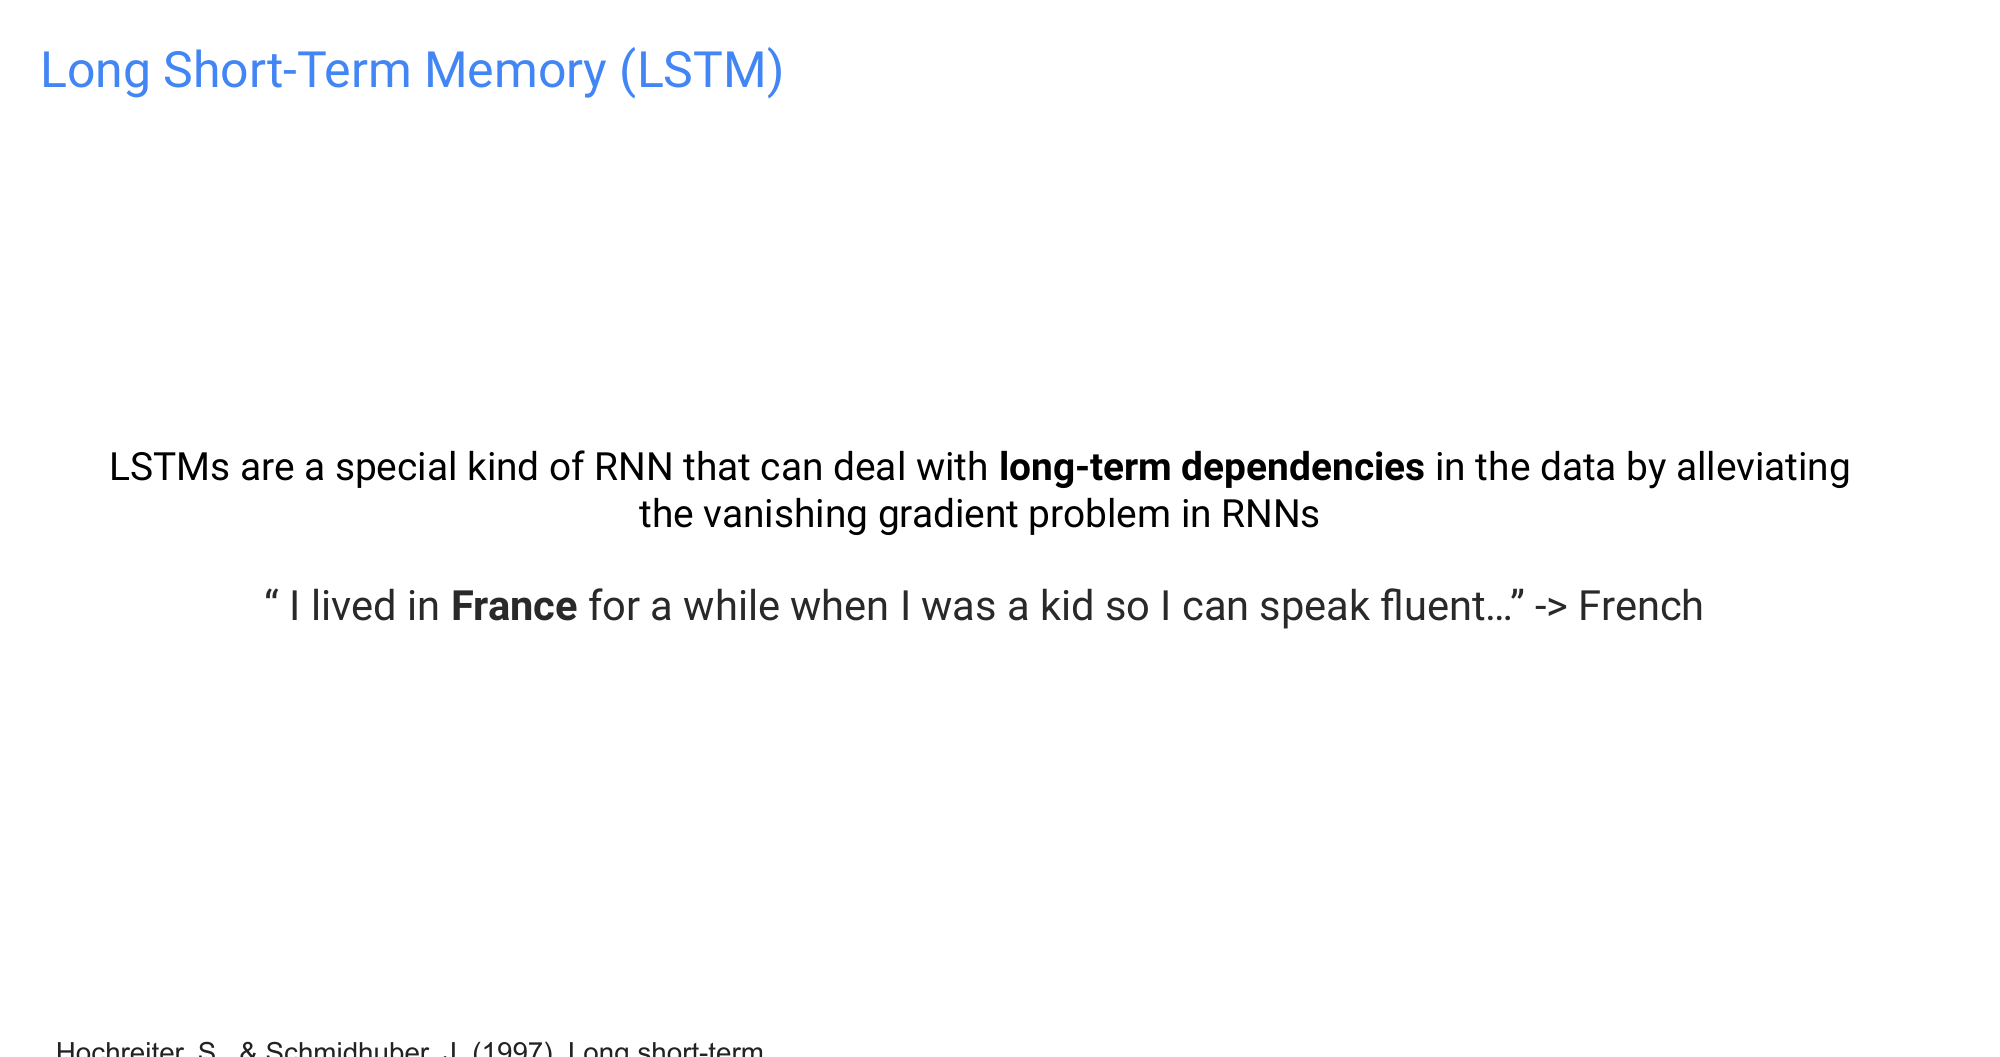 Long Short-Term Memory (LSTM)
LSTMs are a special kind of RNN that can deal with long-term dependencies in the data by alleviating
the vanishing gradient problem in RNNs
“ I lived in France for a while when I was a kid so I can speak fluent...” -> French
Hochreiter, S., & Schmidhuber, J. (1997). Long short-term